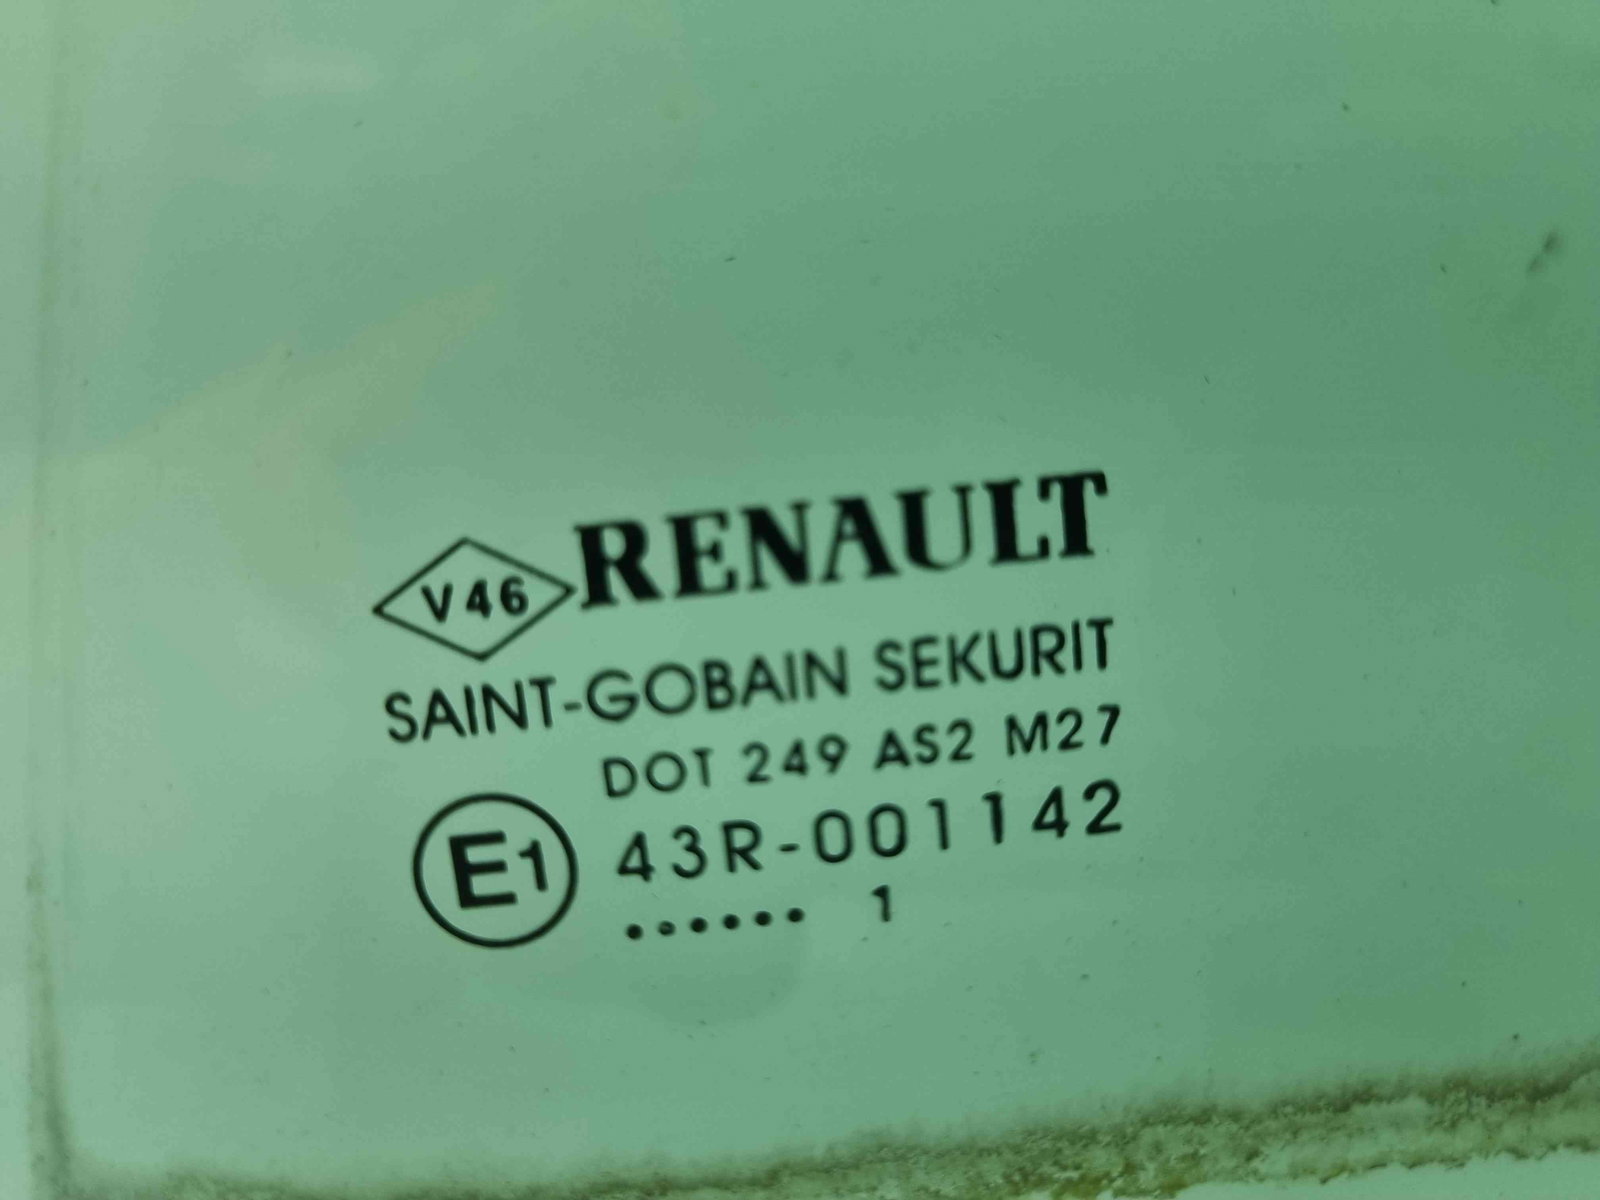 V46 RENAULT
SAINT-GOBAIN SEKURIT
DOT 249 AS2 M27
E1 43R-001142
...... 1